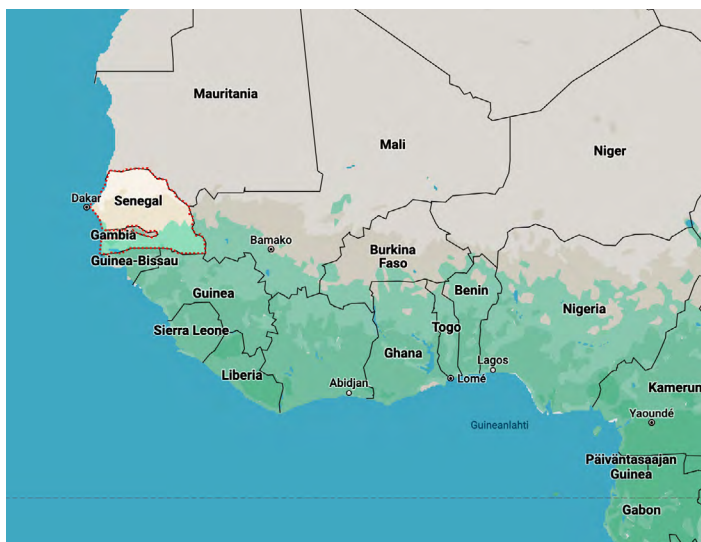 Mauritania
Mali
Niger
Dakar
Senegal
Gambia
Bamako
Burkina
Faso
Guinea-Bissau
Guinea
Benin
Nigeria
Sierra Leone
Togo
Ghana
Lagos
Liberia
Abidjan
Lomé
Kamerun
Guineanlahti
Yaoundé
Päiväntasaajan
Guinea
Gabon